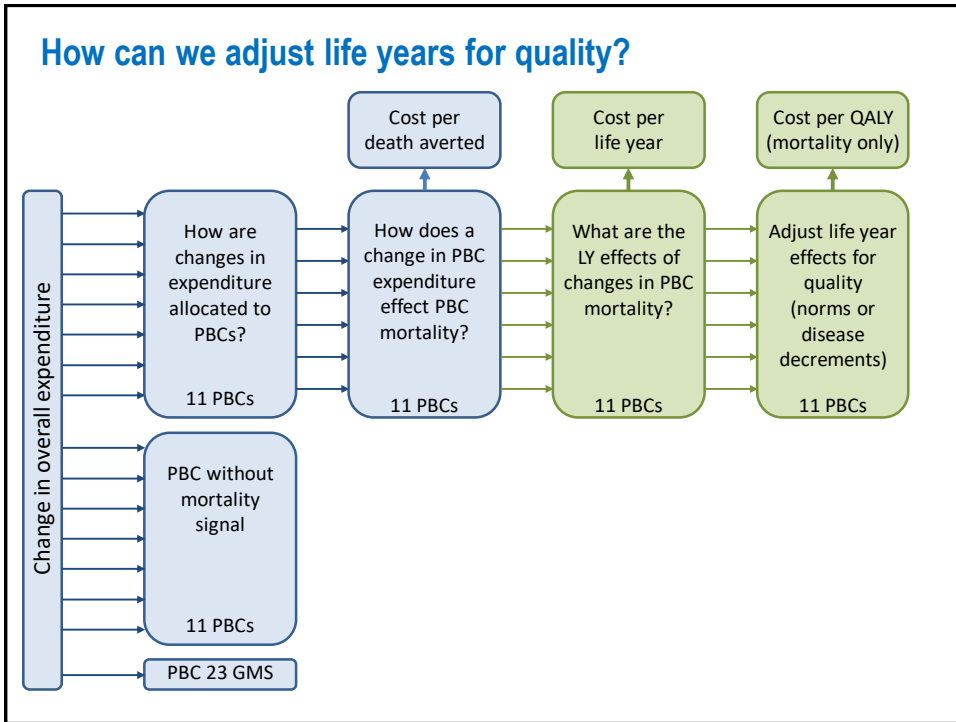 How can we adjust life years for quality?
Cost per
death averted
Cost per
life year
Cost per QALY
(mortality only)
Change in overall expenditure
How are
changes in
expenditure
allocated to
PBCs?
11 PBCs
How does a
change in PBC
expenditure
effect PBC
mortality?
11 PBCs
What are the
LY effects of
changes in PBC
mortality?
11 PBCs
Adjust life year
effects for
quality
(norms or
disease
decrements)
11 PBCs
PBC without
mortality
signal
11 PBCs
PBC 23 GMS